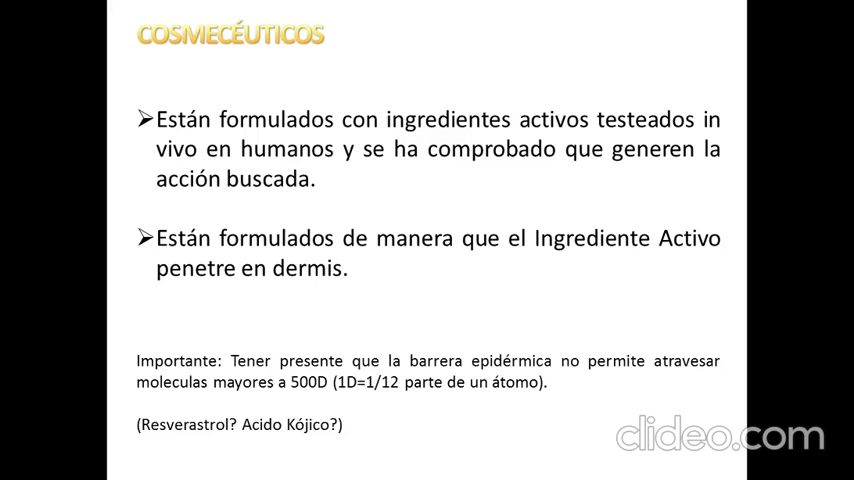 COSMECÉUTICOS
➢Están formulados con ingredientes activos testeados in
vivo en humanos y se ha comprobado que generen la
acción buscada.
➢Están formulados de manera que el Ingrediente Activo
penetre en dermis.
Importante: Tener presente que la barrera epidérmica no permite atravesar
moleculas mayores a 500D (1D=1/12 parte de un átomo).
(Resverastrol? Acido Kójico?)
clideo.com